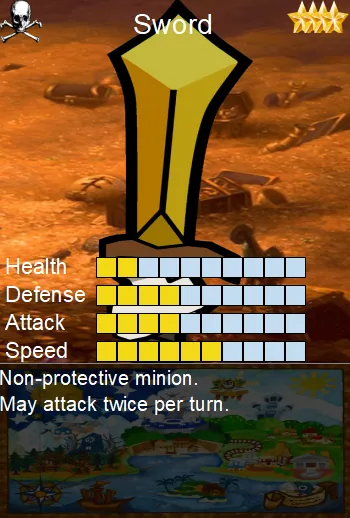 Sword
Health
Defense
Attack
Speed
Non-protective minion.
May attack twice per turn.